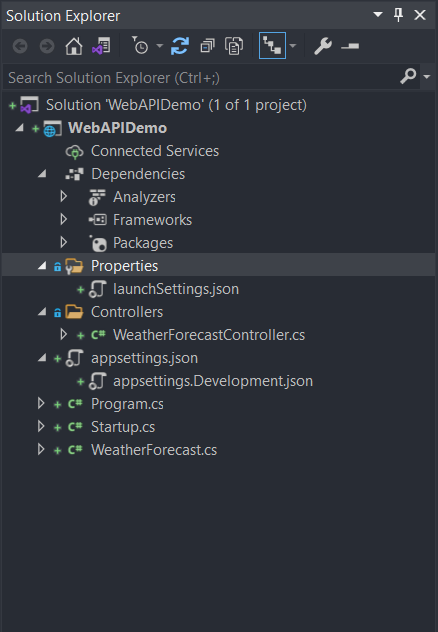 Solution Explorer
Search Solution Explorer (Ctrl+;)
Solution 'WebAPIDemo' (1 of 1 project)
WebAPIDemo
Connected Services
Dependencies
Analyzers
Frameworks
Packages
Properties
launchSettings.json
Controllers
C# WeatherForecastController.cs
appsettings.json
appsettings.Development.json
C# Program.cs
C# Startup.cs
C# WeatherForecast.cs